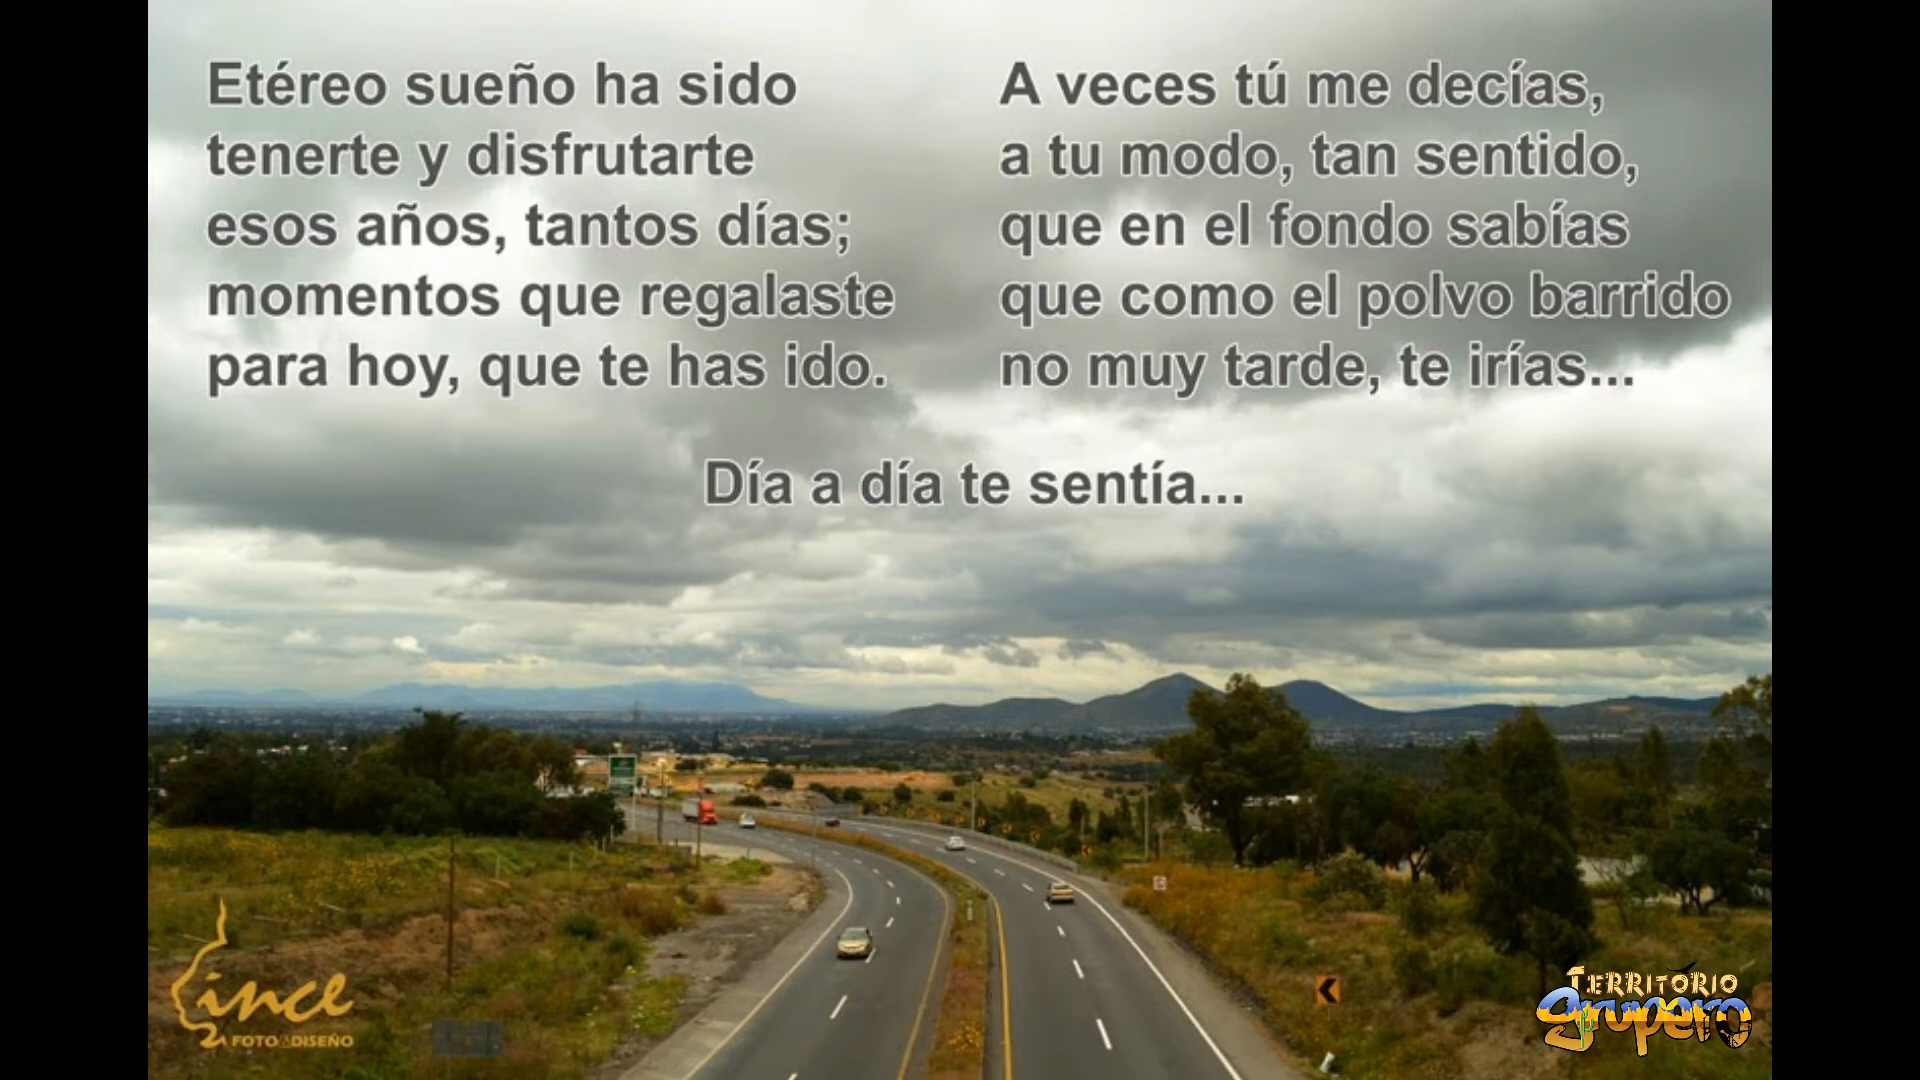 Etéreo sueño ha sido
tenerte y disfrutarte
esos años, tantos días;
momentos que regalaste
para hoy, que te has ido.
A veces tú me decías,
a tu modo, tan sentido,
que en el fondo sabías
que como el polvo barrido
no muy tarde, te irías...
Día a día te sentía...
ince
FOTO & DISEÑO
TERRITORIO
grupero